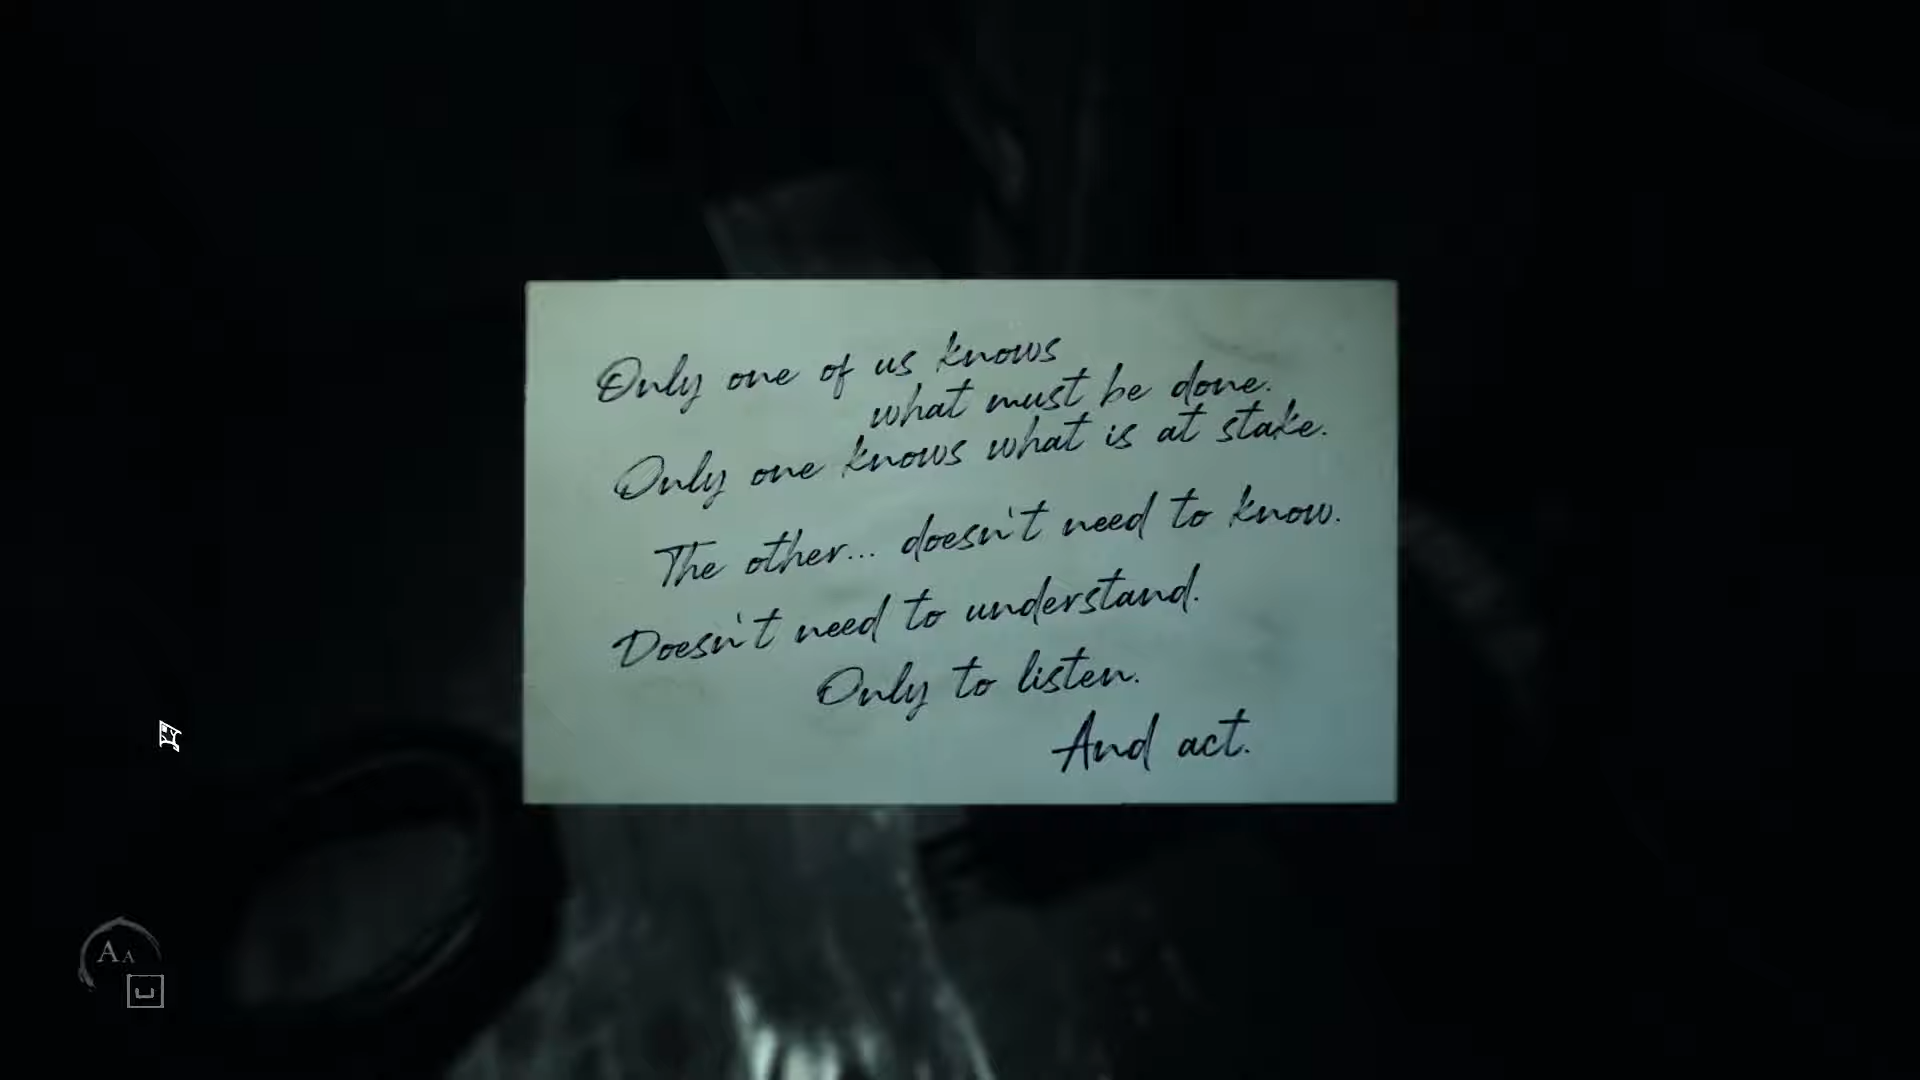 Only one of us knows
what must be done.
Only one knows what is at stake.
The other... doesn't need to know.
Doesn't need to understand.
Only to listen.
And act.
AA